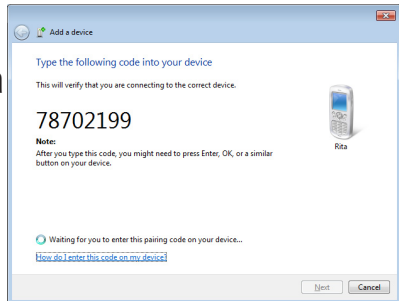 Add a device
Type the following code into your device
This will verify that you are connecting to the correct device.
78702199
Note:
After you type this code, you might need to press Enter, OK, or a similar
button on your device.
Rita
Waiting for you to enter this pairing code on your device...
How do I enter this code on my device?
Next Cancel